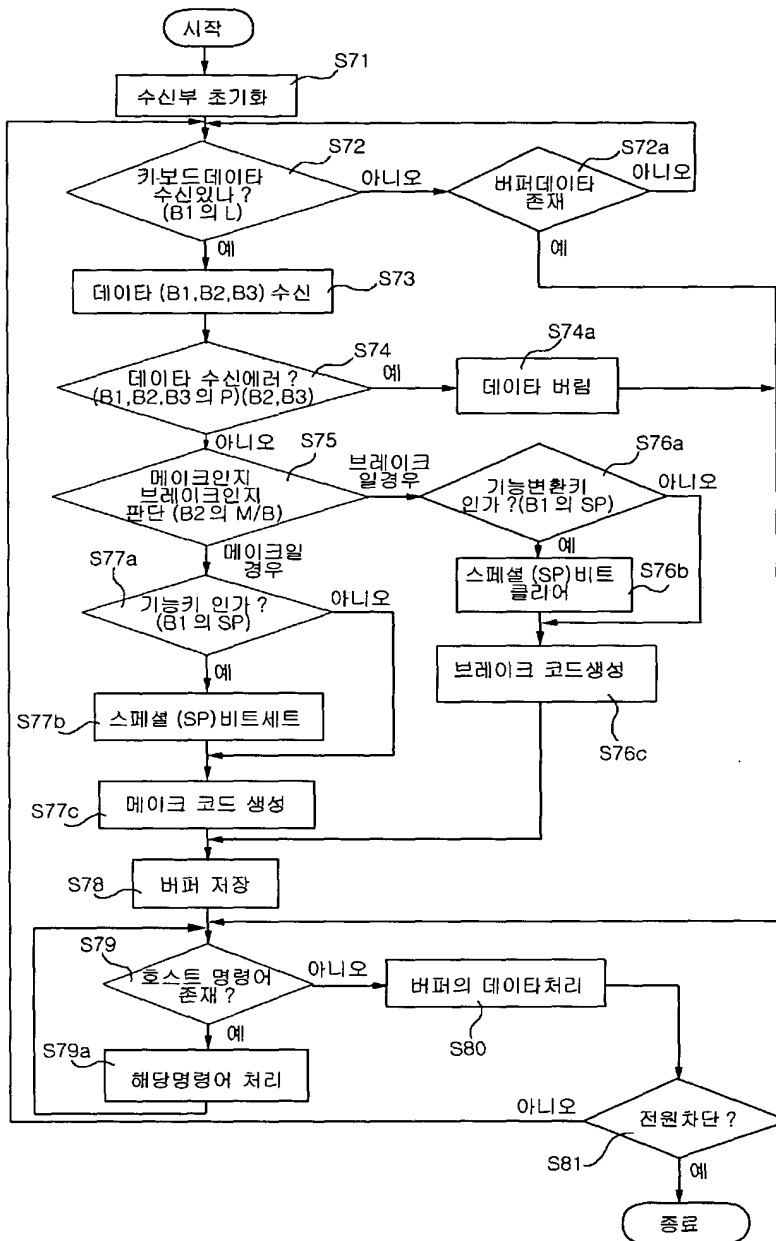 시작
S71
수신부 초기화
S72
키보드데이타
수신있나 ?
(B1의 L)
아니오
S72a
버퍼데이타
존재
아니오
예
예
데이타 (B1,B2,B3) 수신
S73
S74
데이타 수신에러 ?
(B1,B2,B3의 P)(B2,B3)
예
S74a
데이타 버림
아니오
S75
메이크인지
브레이크인지
판단 (B2의 M/B)
브레이크
일경우
S76a
기능변환키
인가 ?(B1의 SP)
아니오
예
메이크일
경우
S77a
기능키 인가 ?
(B1의 SP)
아니오
예
스페셜 (SP)비트
클리어
S76b
브레이크 코드생성
S76c
S77b
스페셜 (SP)비트세트
S77c
메이크 코드 생성
S78
버퍼 저장
S79
호스트 명령어
존재 ?
아니오
버퍼의 데이타처리
S80
예
S79a
해당명령어 처리
아니오
전원차단 ?
S81
예
종료